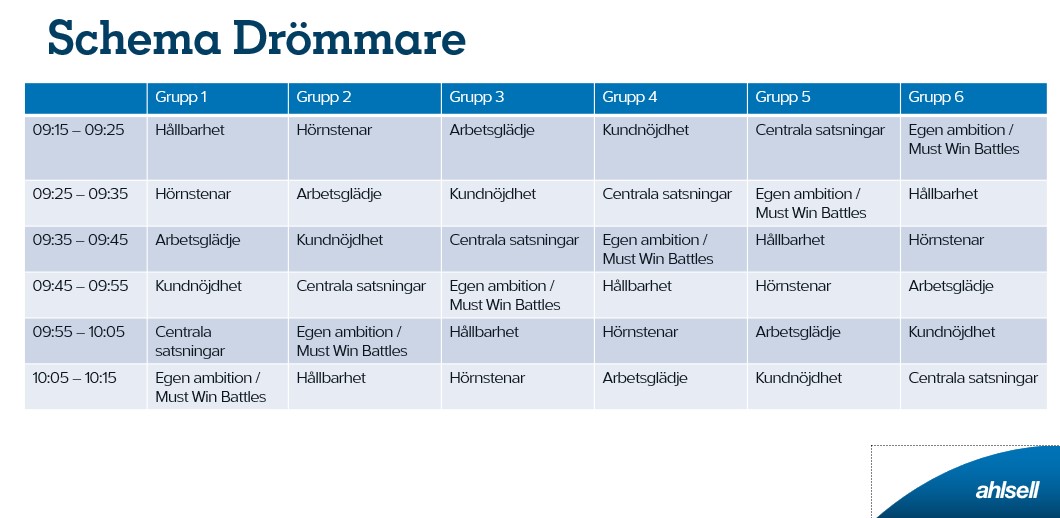 Schema Drömmare
Grupp 1 Grupp 2 Grupp 3 Grupp 4 Grupp 5 Grupp 6
09:15 – 09:25 Hållbarhet Hörnstenar Arbetsglädje Kundnöjdhet Centrala satsningar Egen ambition /
Must Win Battles
09:25 – 09:35 Hörnstenar Arbetsglädje Kundnöjdhet Centrala satsningar Egen ambition / Hållbarhet
Must Win Battles
09:35 – 09:45 Arbetsglädje Kundnöjdhet Centrala satsningar Egen ambition / Hållbarhet Hörnstenar
Must Win Battles
09:45 – 09:55 Kundnöjdhet Centrala satsningar Egen ambition / Hållbarhet Hörnstenar Arbetsglädje
Must Win Battles
09:55 – 10:05 Centrala Egen ambition / Hållbarhet Hörnstenar Arbetsglädje Kundnöjdhet
satsningar Must Win Battles
10:05 – 10:15 Egen ambition / Hållbarhet Hörnstenar Arbetsglädje Kundnöjdhet Centrala satsningar
Must Win Battles
ahlsell